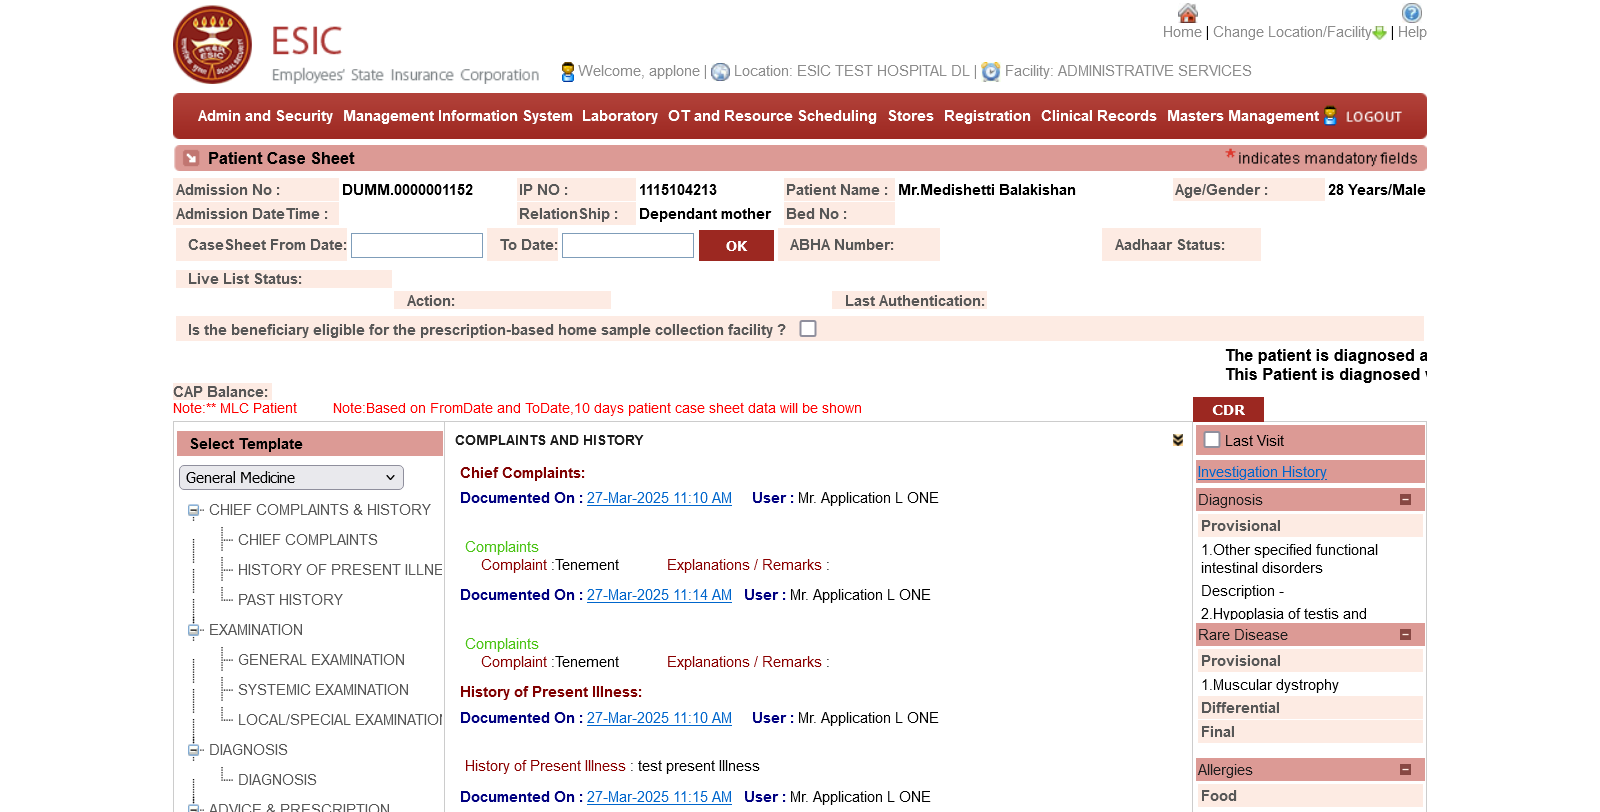 ESIC
Employees' State Insurance Corporation
Home | Change Location/Facility | Help
Welcome, applone | Location: ESIC TEST HOSPITAL DL | Facility: ADMINISTRATIVE SERVICES
Admin and Security Management Information System Laboratory OT and Resource Scheduling Stores Registration Clinical Records Masters Management LOGOUT
Patient Case Sheet
*indicates mandatory fields
Admission No : DUMM.0000001152 IP NO : 1115104213 Patient Name : Mr.Medishetti Balakishan Age/Gender : 28 Years/Male
Admission DateTime : RelationShip : Dependant mother Bed No :
CaseSheet From Date: To Date: OK ABHA Number: Aadhaar Status:
Live List Status:
Action: Last Authentication:
Is the beneficiary eligible for the prescription-based home sample collection facility ?
The patient is diagnosed a
This Patient is diagnosed
CAP Balance:
Note:** MLC Patient Note:Based on FromDate and ToDate,10 days patient case sheet data will be shown
CDR
Select Template
General Medicine
CHIEF COMPLAINTS & HISTORY
CHIEF COMPLAINTS
HISTORY OF PRESENT ILLNE
PAST HISTORY
EXAMINATION
GENERAL EXAMINATION
SYSTEMIC EXAMINATION
LOCAL/SPECIAL EXAMINATION
DIAGNOSIS
DIAGNOSIS
ADVICE & PRESCRIPTION
COMPLAINTS AND HISTORY
Chief Complaints:
Documented On : 27-Mar-2025 11:10 AM User : Mr. Application L ONE
Complaints
Complaint :Tenement Explanations / Remarks :
Documented On : 27-Mar-2025 11:14 AM User : Mr. Application L ONE
Complaints
Complaint :Tenement Explanations / Remarks :
History of Present Illness:
Documented On : 27-Mar-2025 11:10 AM User : Mr. Application L ONE
History of Present Illness : test present Illness
Documented On : 27-Mar-2025 11:15 AM User : Mr. Application L ONE
Last Visit
Investigation History
Diagnosis
Provisional
1.Other specified functional
intestinal disorders
Description -
2.Hypoplasia of testis and
Rare Disease
Provisional
1.Muscular dystrophy
Differential
Final
Allergies
Food